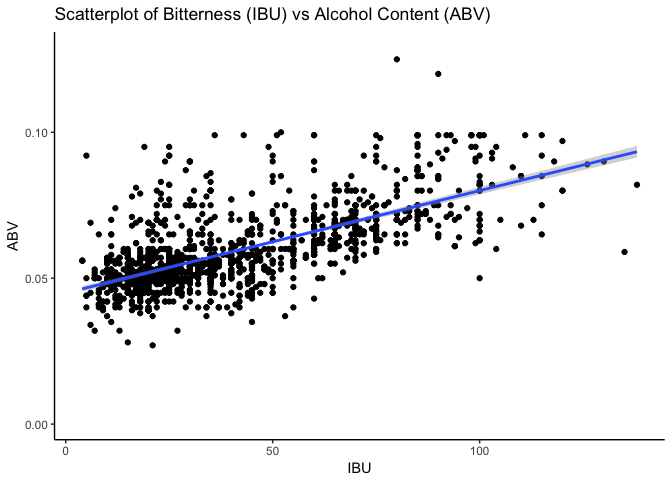 Scatterplot of Bitterness (IBU) vs Alcohol Content (ABV)
0.10
0.05
0.00
ABV
0 50 100
IBU